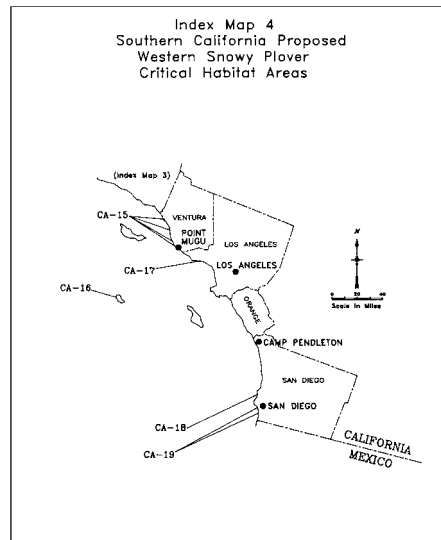 Index Map 4
Southern California Proposed
Western Snowy Plover
Critical Habitat Areas
(Index Map 3)
CA-15
VENTURA
POINT
MUGU
LOS ANGELES
LOS ANGELES
CA-17
CA-16
N
0 20 40
Scale in Miles
ORANGE
CAMP PENDLETON
SAN DIEGO
SAN DIEGO
CA-18
CA-19
CALIFORNIA
MEXICO